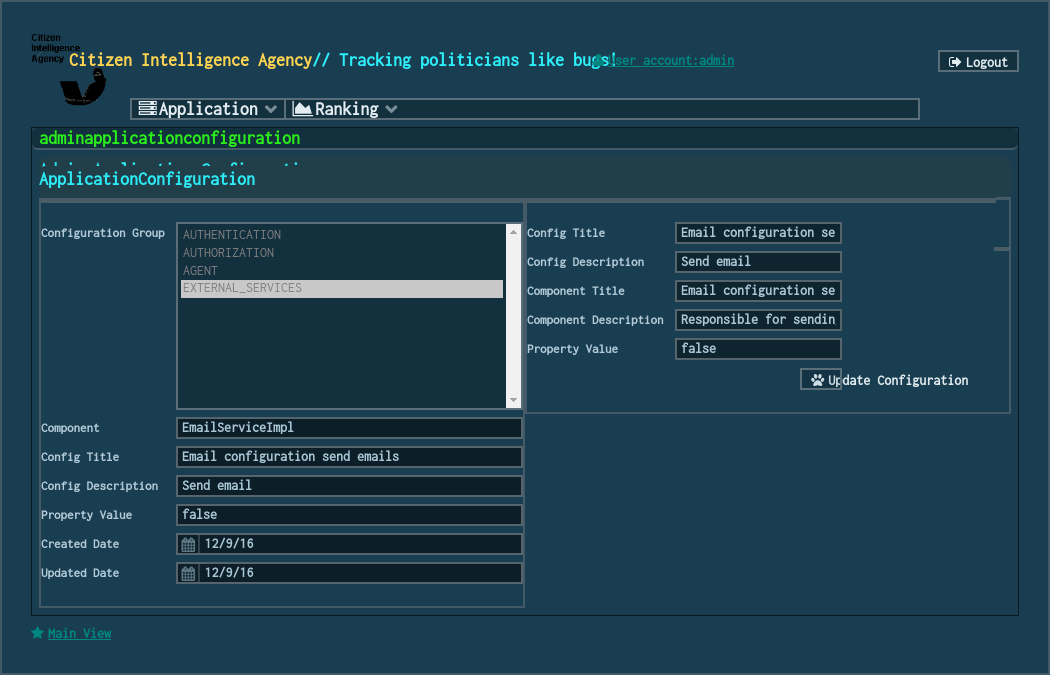 Citizen
Intelligence
Agency
Citizen Intelligence Agency// Tracking politicians like bugs!
User account:admin
Logout
Application
Ranking
adminapplicationconfiguration
Admin Application Configuration
ApplicationConfiguration
Configuration Group
AUTHENTICATION
AUTHORIZATION
AGENT
EXTERNAL_SERVICES
Component
EmailServiceImpl
Config Title
Email configuration send emails
Config Description
Send email
Property Value
false
Created Date
12/9/16
Updated Date
12/9/16
Config Title
Email configuration se
Config Description
Send email
Component Title
Email configuration se
Component Description
Responsible for sendin
Property Value
false
Update Configuration
Main View